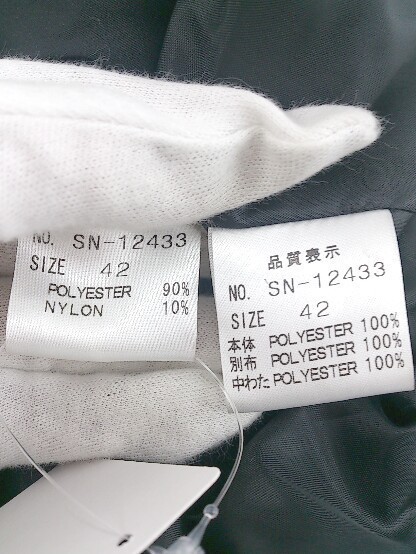 NO. SN-12433
SIZE 42
POLYESTER 90%
NYLON 10%
品質表示
NO. SN-12433
SIZE 42
本体 POLYESTER 100%
別布 POLYESTER 100%
中わた POLYESTER 100%